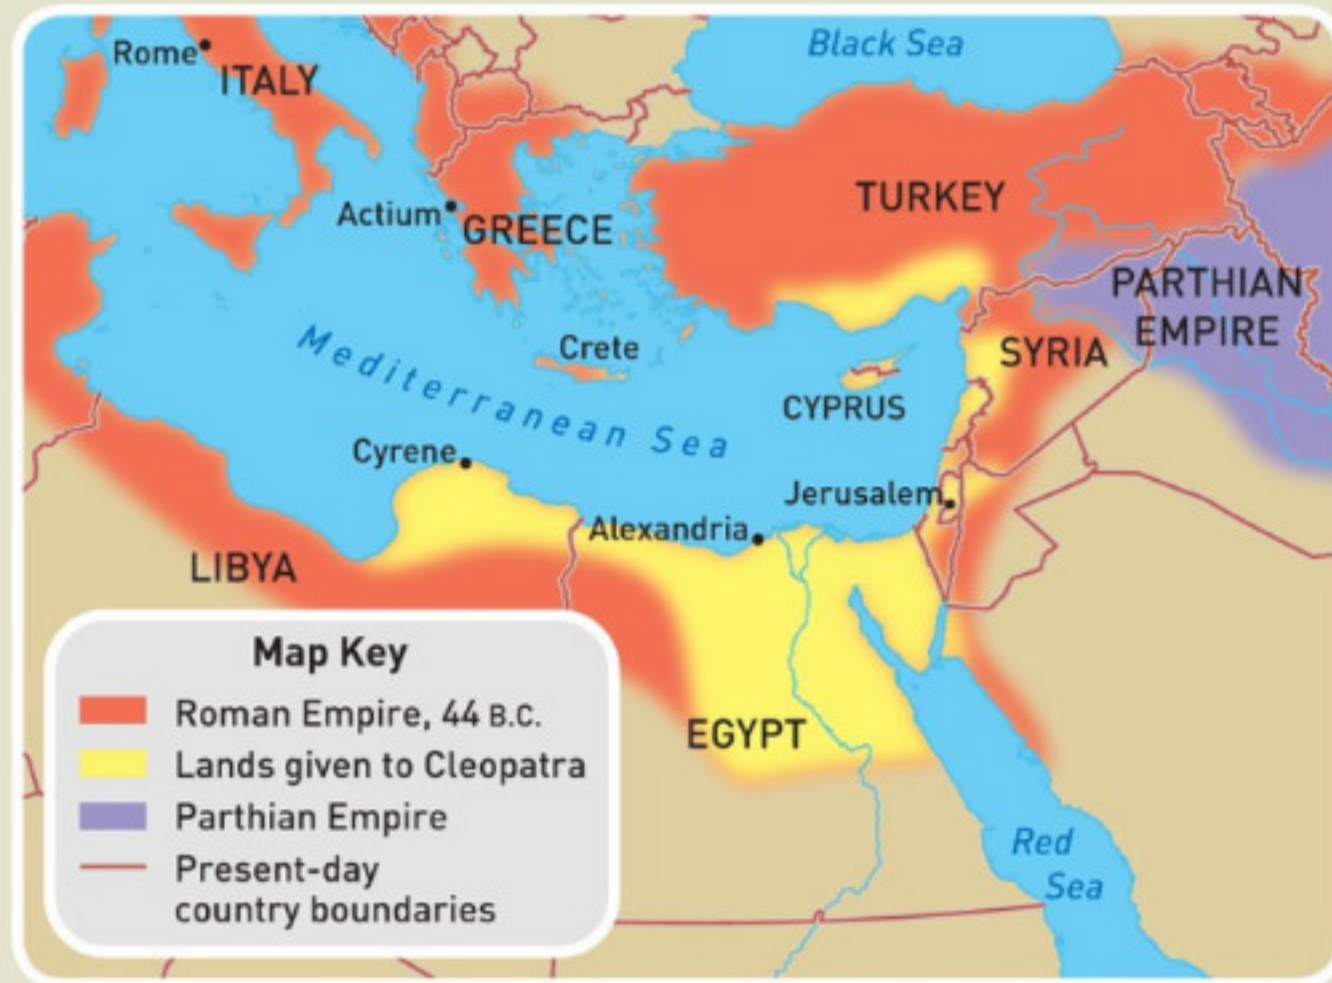 Black Sea
Rome
ITALY
TURKEY
Actium
GREECE
PARTHIAN
EMPIRE
Crete
SYRIA
Mediterranean Sea
CYPRUS
Cyrene
Jerusalem
Alexandria
LIBYA
EGYPT
Red
Sea
Map Key
Roman Empire, 44 B.C.
Lands given to Cleopatra
Parthian Empire
Present-day
country boundaries